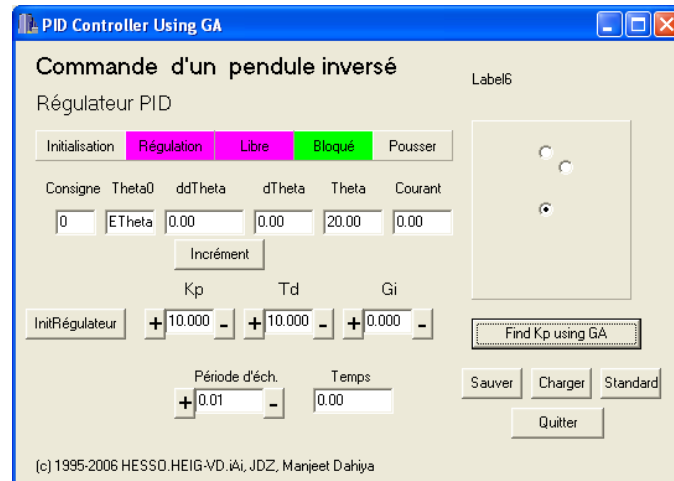 PID Controller Using GA
Commande d'un pendule inversé
Régulateur PID
Label6
Initialisation Régulation Libre Bloqué Pousser
Consigne Theta0 ddTheta dTheta Theta Courant
0 ETheta 0.00 0.00 20.00 0.00
Incrément
Kp Td Gi
InitRégulateur + 10.000 - + 10.000 - + 0.000 -
Find Kp using GA
Période d'éch. Temps
+ 0.01 - 0.00
Sauver Charger Standard
Quitter
(c) 1995-2006 HESSO.HEIG-VD.iAi, JDZ, Manjeet Dahiya